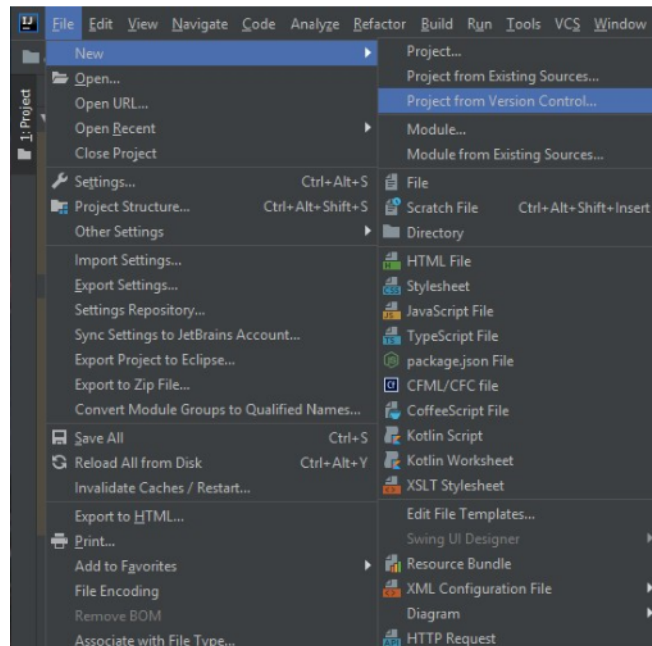 IJ File Edit View Navigate Code Analyze Refactor Build Run Tools VCS Window
1: Project
New
Open...
Open URL...
Open Recent
Close Project
Settings... Ctrl+Alt+S
Project Structure... Ctrl+Alt+Shift+S
Other Settings
Import Settings...
Export Settings...
Settings Repository...
Sync Settings to JetBrains Account...
Export Project to Eclipse...
Export to Zip File...
Convert Module Groups to Qualified Names...
Save All Ctrl+S
Reload All from Disk Ctrl+Alt+Y
Invalidate Caches / Restart...
Export to HTML...
Print...
Add to Favorites
File Encoding
Remove BOM
Associate with File Type...
Project...
Project from Existing Sources...
Project from Version Control...
Module...
Module from Existing Sources...
File
Scratch File Ctrl+Alt+Shift+Insert
Directory
HTML File
Stylesheet
JavaScript File
TypeScript File
package.json File
CFML/CFC file
CoffeeScript File
Kotlin Script
Kotlin Worksheet
XSLT Stylesheet
Edit File Templates...
Swing UI Designer
Resource Bundle
XML Configuration File
Diagram
HTTP Request